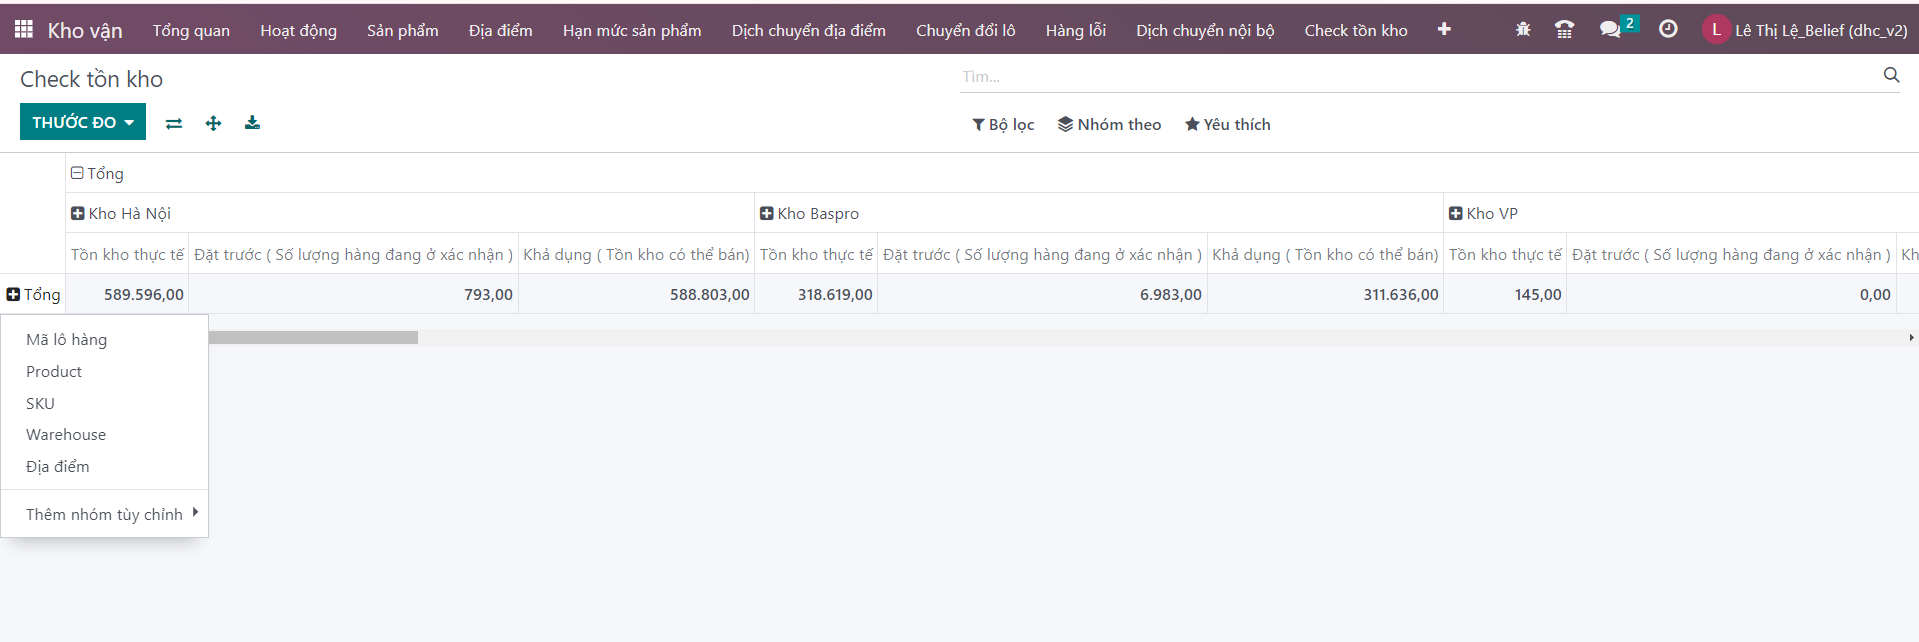 Kho vận Tổng quan Hoạt động Sản phẩm Địa điểm Hạn mức sản phẩm Dịch chuyển địa điểm Chuyển đổi lô Hàng lỗi Dịch chuyển nội bộ Check tồn kho 2 L Lê Thị Lệ_Belief (dhc_v2)
Check tồn kho Tìm...
THƯỚC ĐO Bộ lọc Nhóm theo Yêu thích
Tổng
Kho Hà Nội Kho Baspro Kho VP
Tồn kho thực tế Đặt trước ( Số lượng hàng đang ở xác nhận ) Khả dụng ( Tồn kho có thể bán) Tồn kho thực tế Đặt trước ( Số lượng hàng đang ở xác nhận ) Khả dụng ( Tồn kho có thể bán) Tồn kho thực tế Đặt trước ( Số lượng hàng đang ở xác nhận ) Kh
Tổng 589.596,00 793,00 588.803,00 318.619,00 6.983,00 311.636,00 145,00 0,00
Mã lô hàng
Product
SKU
Warehouse
Địa điểm
Thêm nhóm tùy chỉnh